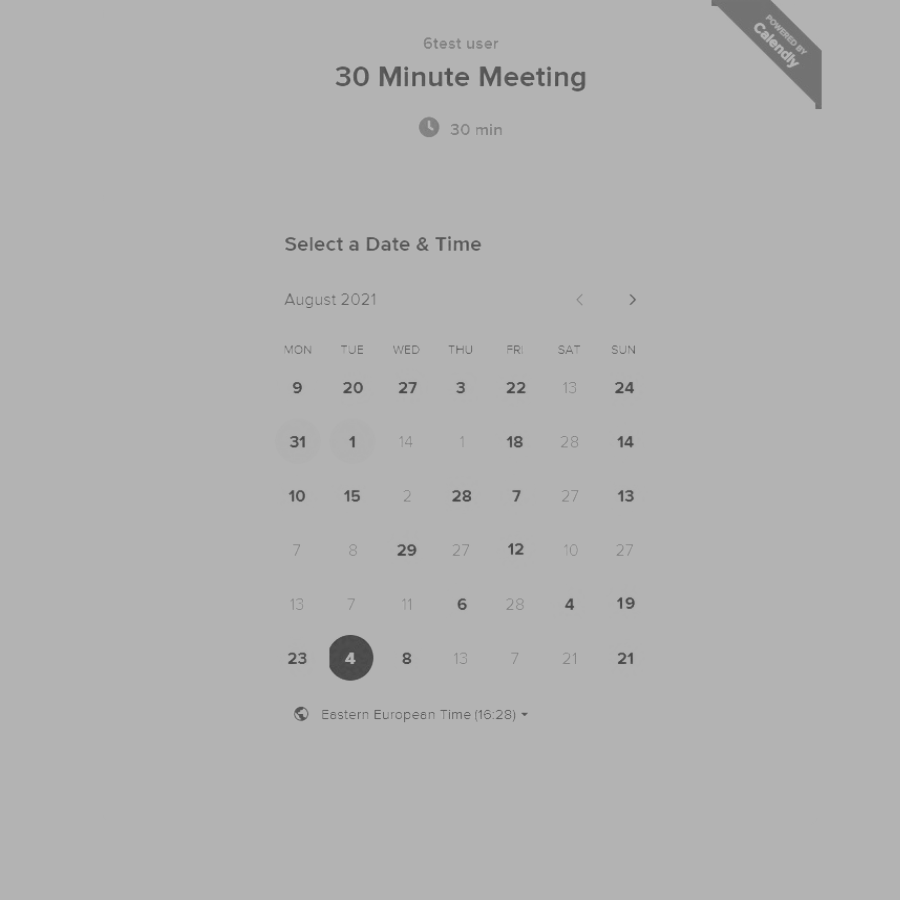 6test user
POWERED BY
Calendly
30 Minute Meeting
30 min
Select a Date & Time
August 2021
MON TUE WED THU FRI SAT SUN
9 20 27 3 22 13 24
31 1 14 1 18 28 14
10 15 2 28 7 27 13
7 8 29 27 12 10 27
13 7 11 6 28 4 19
23 4 8 13 7 21 21
Eastern European Time (16:28)